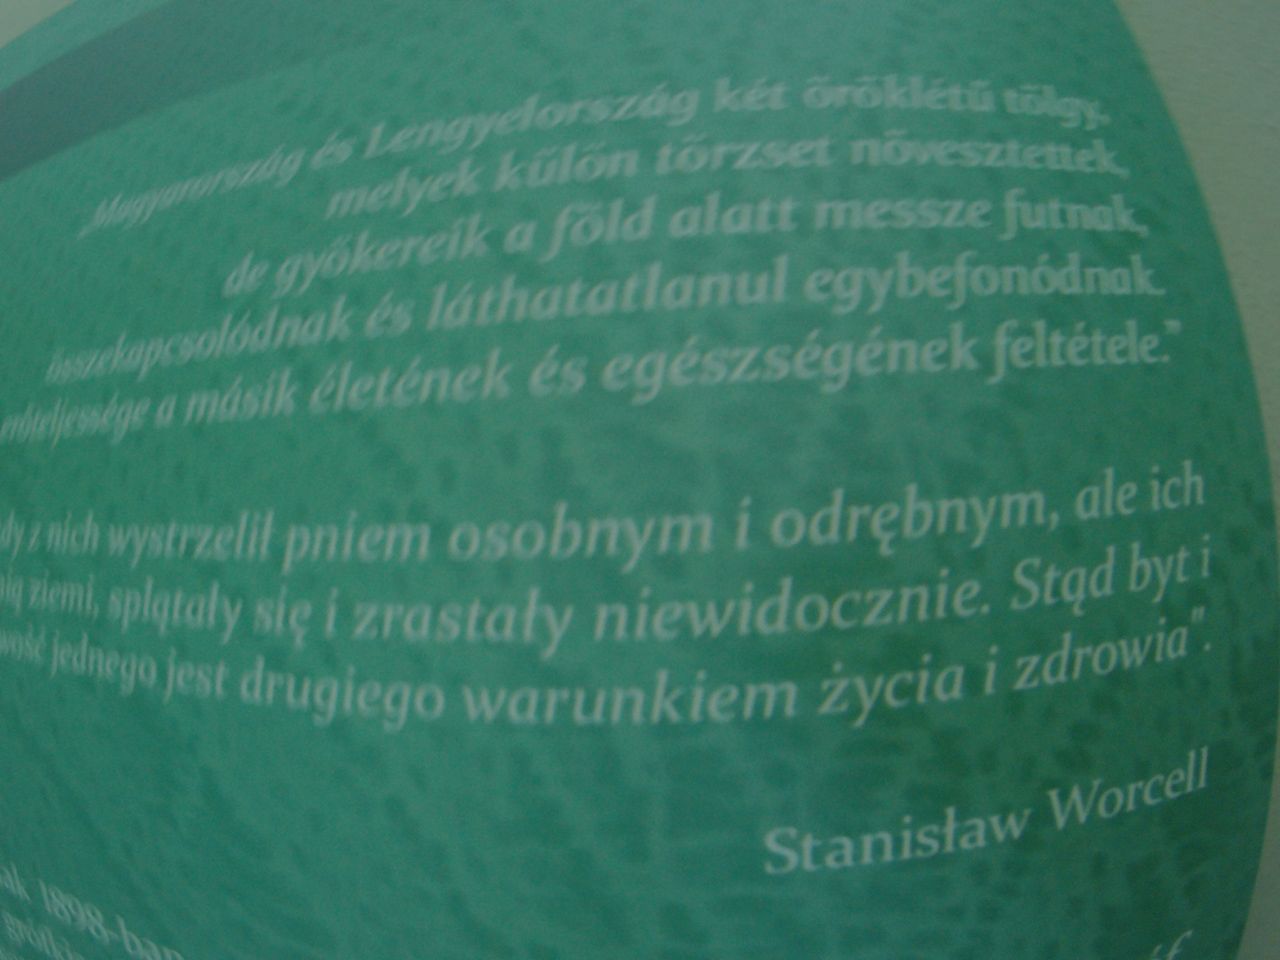 „Magyarország és Lengyelország két öröklétű tölgy,
melyek külön törzset növesztettek,
de gyökereik a föld alatt messze futnak,
összekapcsolódnak és láthatatlanul egybefonódnak.
erőteljessége a másik életének és egészségének feltétele.”
z nich wystrzelił pniem osobnym i odrębnym, ale ich
ziemi, splątały się i zrastały niewidocznie. Stąd byt i
jednego jest drugiego warunkiem życia i zdrowia".
Stanisław Worcell
1898-ban